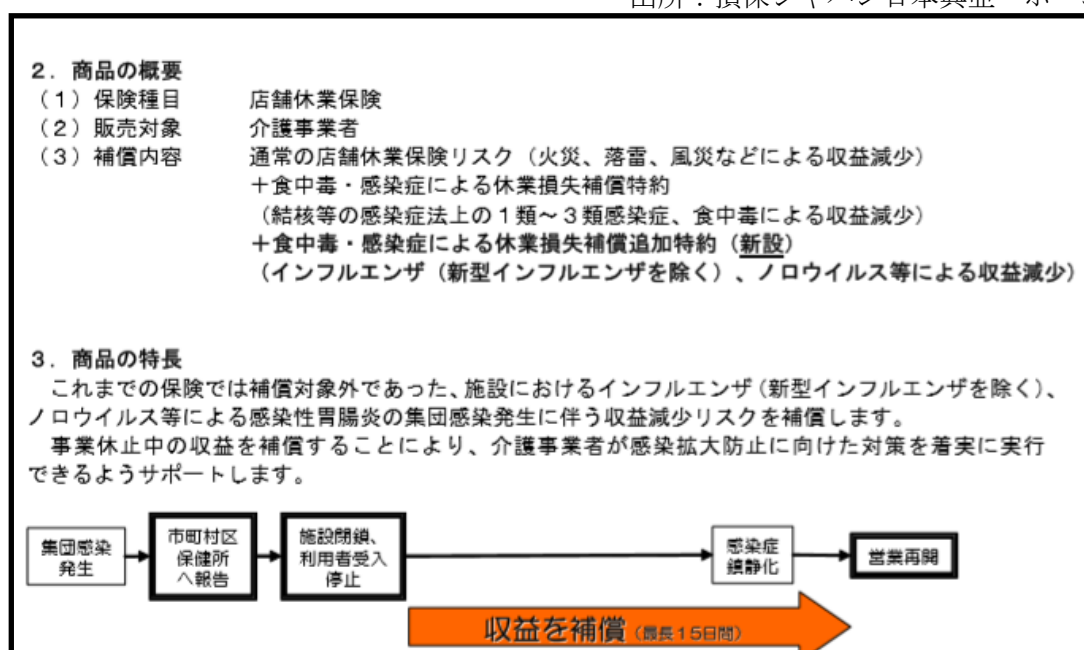 ２．商品の概要
（１）保険種目　　店舗休業保険
（２）販売対象　　介護事業者
（３）補償内容　　通常の店舗休業保険リスク（火災、落雷、風災などによる収益減少）
＋食中毒・感染症による休業損失補償特約
（結核等の感染症法上の１類～３類感染症、食中毒による収益減少）
＋食中毒・感染症による休業損失補償追加特約（新設）
（インフルエンザ（新型インフルエンザを除く）、ノロウイルス等による収益減少）
３．商品の特長
これまでの保険では補償対象外であった、施設におけるインフルエンザ（新型インフルエンザを除く）、
ノロウイルス等による感染性胃腸炎の集団感染発生に伴う収益減少リスクを補償します。
事業休止中の収益を補償することにより、介護事業者が感染拡大防止に向けた対策を着実に実行
できるようサポートします。
集団感染
発生
市町村区
保健所
へ報告
施設閉鎖、
利用者受入
停止
感染症
鎮静化
営業再開
収益を補償（最長１５日間）